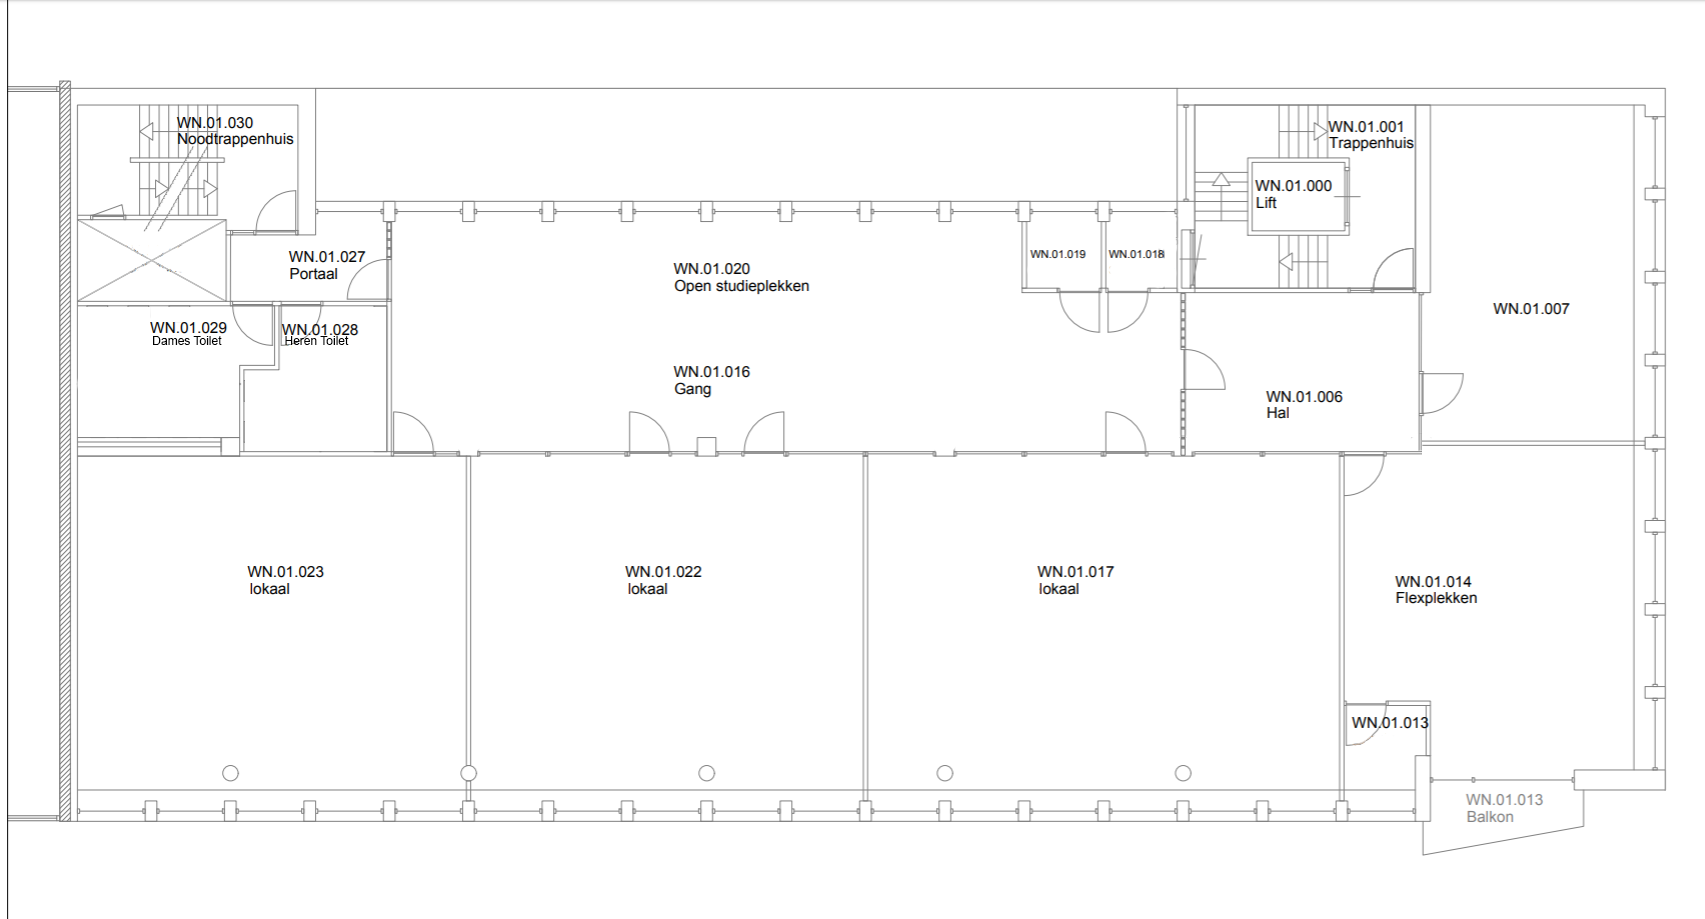 WN.01.030
Noodtrappenhuis
WN.01.001
Trappenhuis
WN.01.000
Lift
WN.01.027
Portaal
WN.01.020
Open studieplekken
WN.01.019
WN.01.018
WN.01.007
WN.01.029
Dames Toilet
WN.01.028
Heren Toilet
WN.01.016
Gang
WN.01.006
Hal
WN.01.023
lokaal
WN.01.022
lokaal
WN.01.017
lokaal
WN.01.014
Flexplekken
WN.01.013
WN.01.013
Balkon